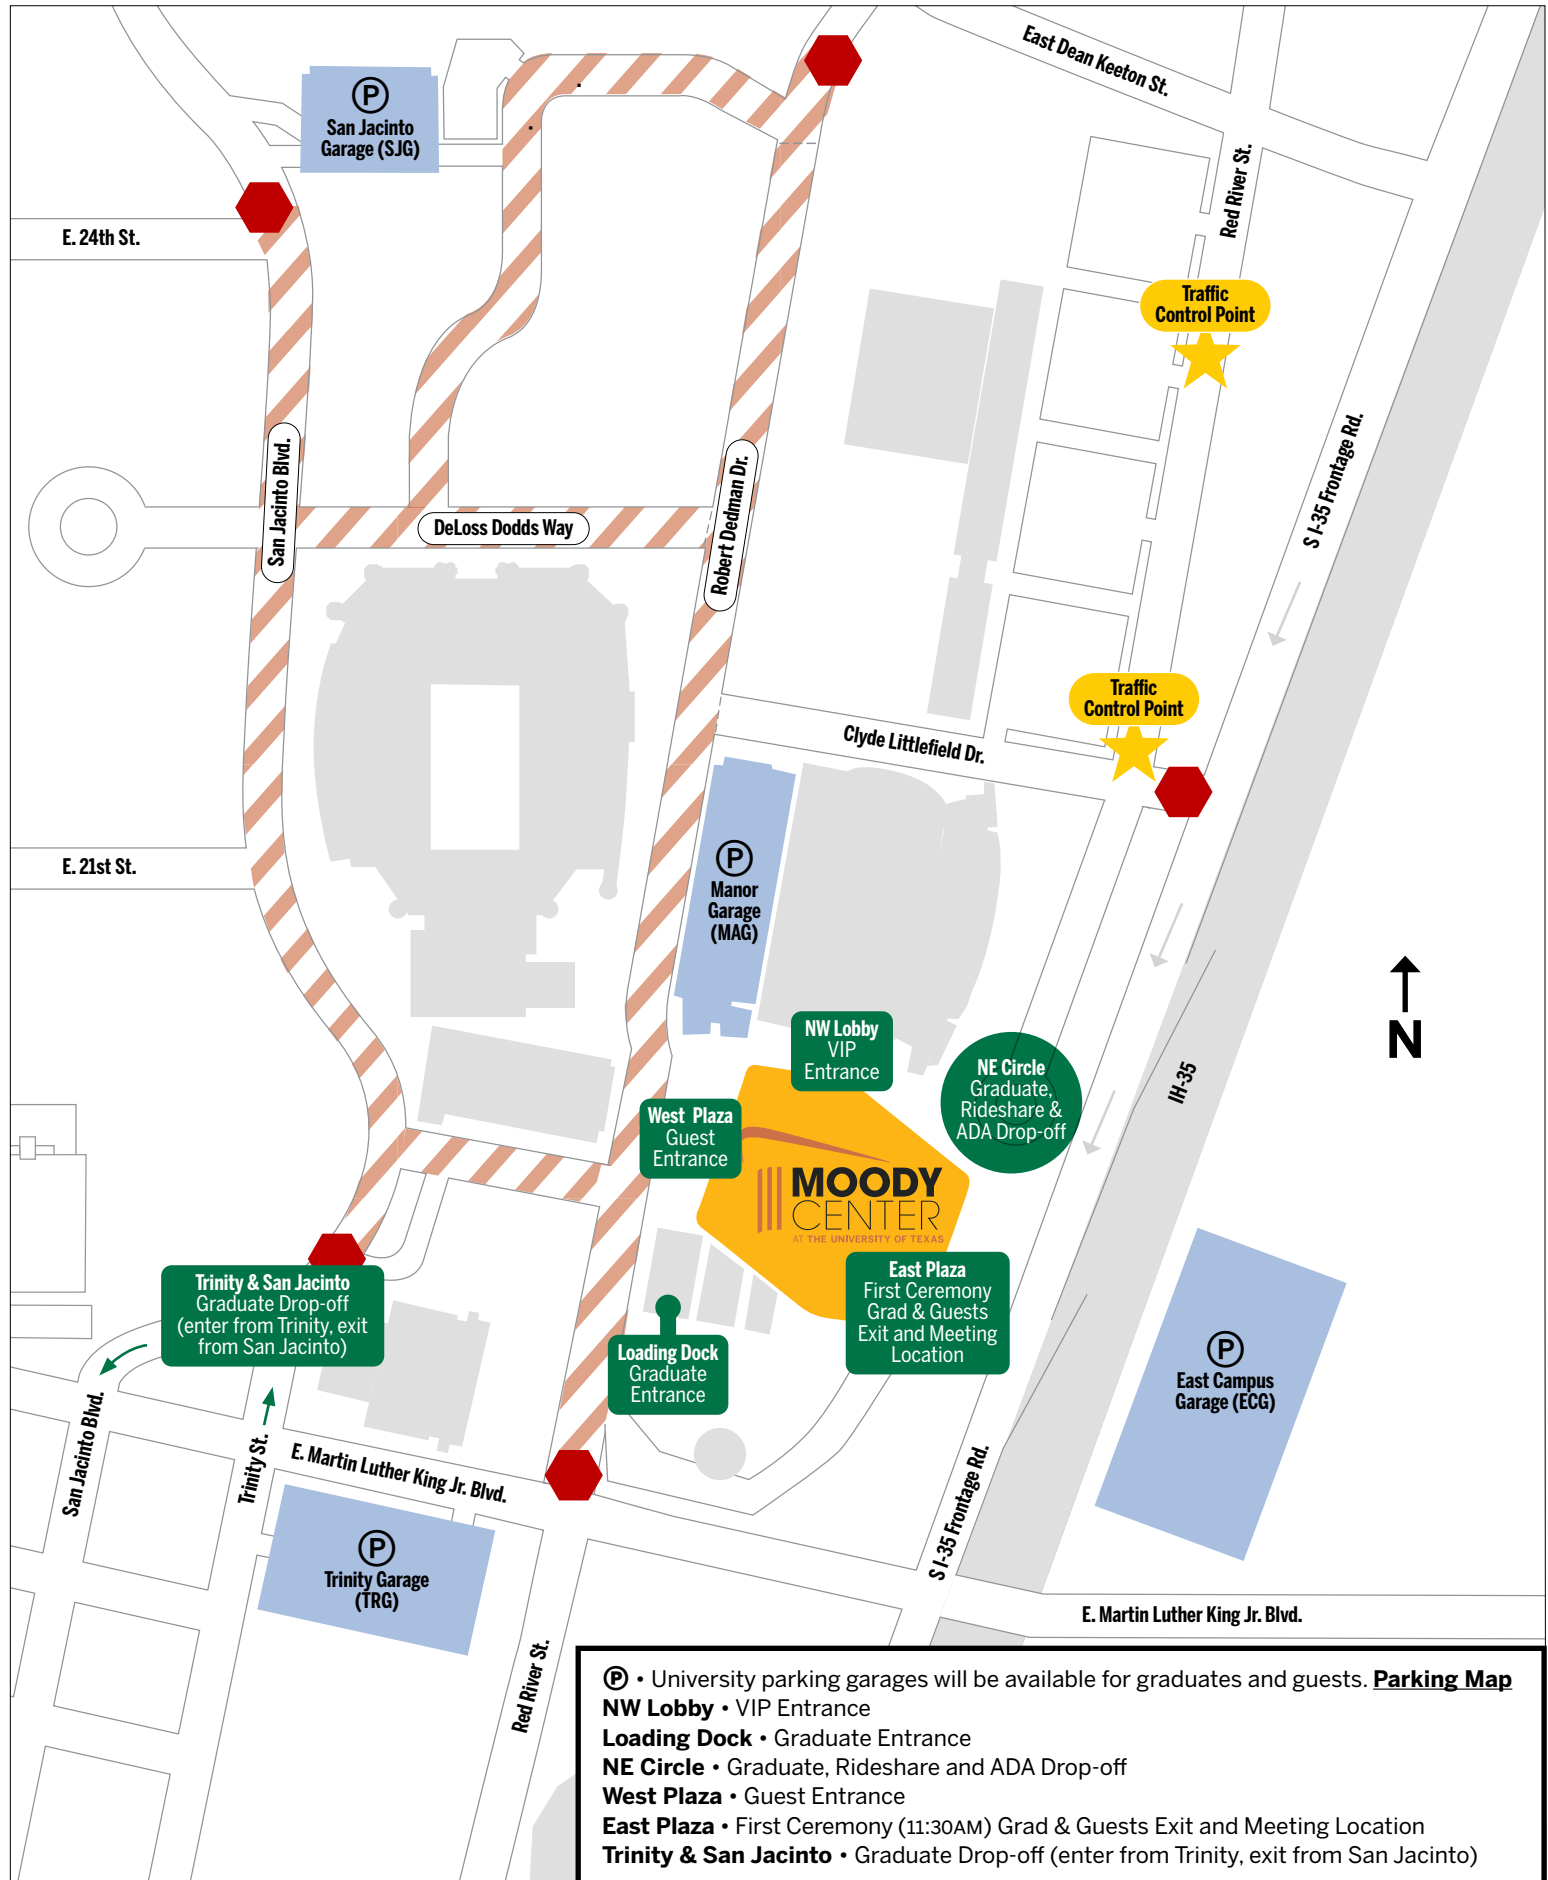 East Dean Keeton St.
P
San Jacinto
Garage (SJG)
Red River St.
E. 24th St.
Traffic
Control Point
San Jacinto Blvd.
DeLoss Dodds Way
Robert Dedman Dr.
S I-35 Frontage Rd.
Traffic
Control Point
Clyde Littlefield Dr.
E. 21st St.
P
Manor
Garage
(MAG)
N
NW Lobby
VIP
Entrance
NE Circle
Graduate,
Rideshare &
ADA Drop-off
IH-35
West Plaza
Guest
Entrance
MOODY
CENTER
AT THE UNIVERSITY OF TEXAS
East Plaza
First Ceremony
Grad & Guests
Exit and Meeting
Location
Trinity & San Jacinto
Graduate Drop-off
(enter from Trinity, exit
from San Jacinto)
Loading Dock
Graduate
Entrance
P
East Campus
Garage (ECG)
San Jacinto Blvd.
Trinity St.
E. Martin Luther King Jr. Blvd.
S I-35 Frontage Rd.
P
Trinity Garage
(TRG)
E. Martin Luther King Jr. Blvd.
Red River St.
P • University parking garages will be available for graduates and guests. Parking Map
NW Lobby • VIP Entrance
Loading Dock • Graduate Entrance
NE Circle • Graduate, Rideshare and ADA Drop-off
West Plaza • Guest Entrance
East Plaza • First Ceremony (11:30AM) Grad & Guests Exit and Meeting Location
Trinity & San Jacinto • Graduate Drop-off (enter from Trinity, exit from San Jacinto)